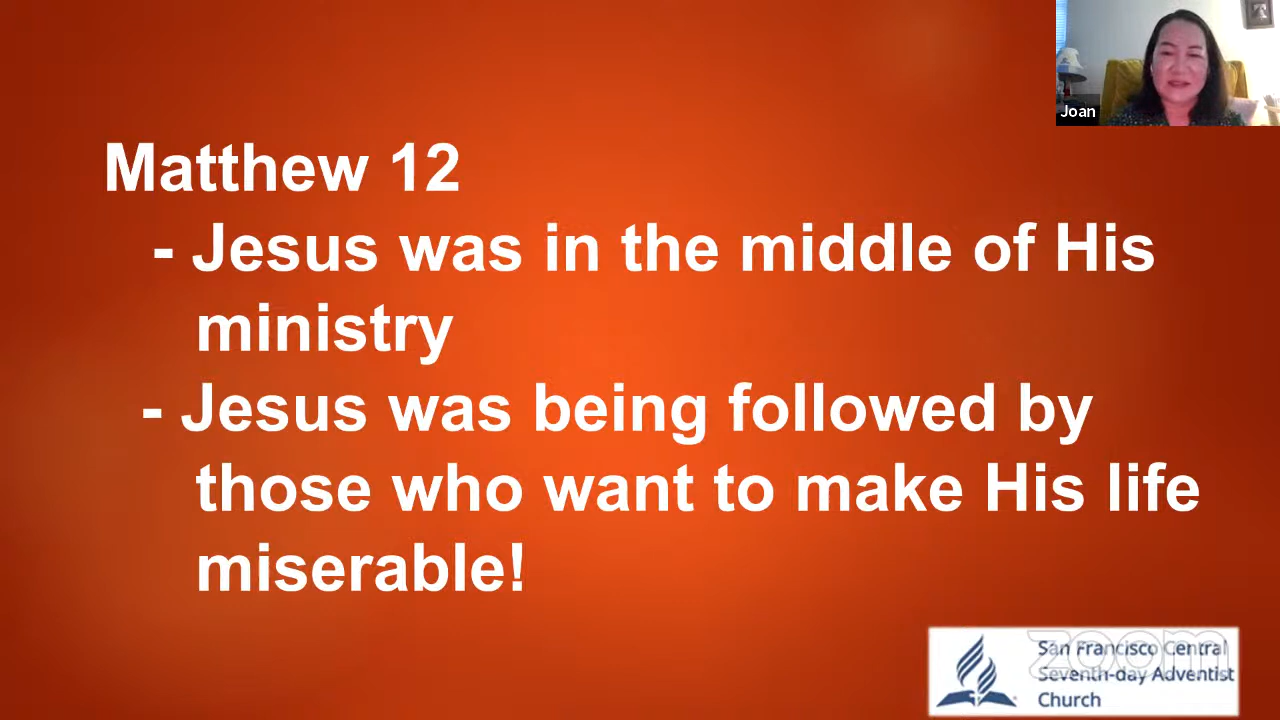 Joan
Matthew 12
- Jesus was in the middle of His
ministry
- Jesus was being followed by
those who want to make His life
miserable!
zoom
San Francisco Central
Seventh-day Adventist
Church